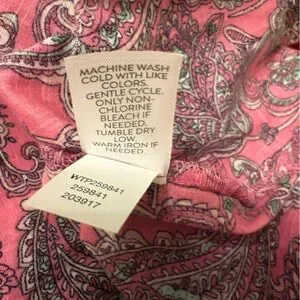 MACHINE WASH
COLD WITH LIKE
COLORS.
GENTLE CYCLE.
ONLY NON-
CHLORINE
BLEACH IF
NEEDED.
TUMBLE DRY
LOW.
WARM IRON IF
NEEDED.
WTP259841
259841
203917